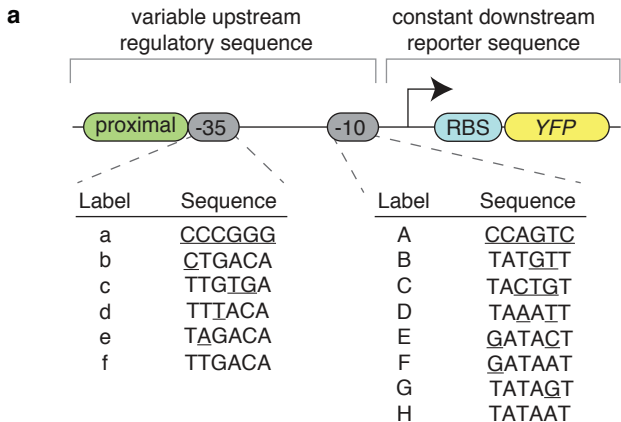 a
variable upstream constant downstream
regulatory sequence reporter sequence
proximal -35 -10 RBS YFP
Label Sequence Label Sequence
a CCCGGG A CCAGTC
b CTGACA B TATGTT
c TTGTGA C TACTGT
d TTTACA D TAAATT
e TAGACA E GATACT
f TTGACA F GATAAT
G TATAGT
H TATAAT